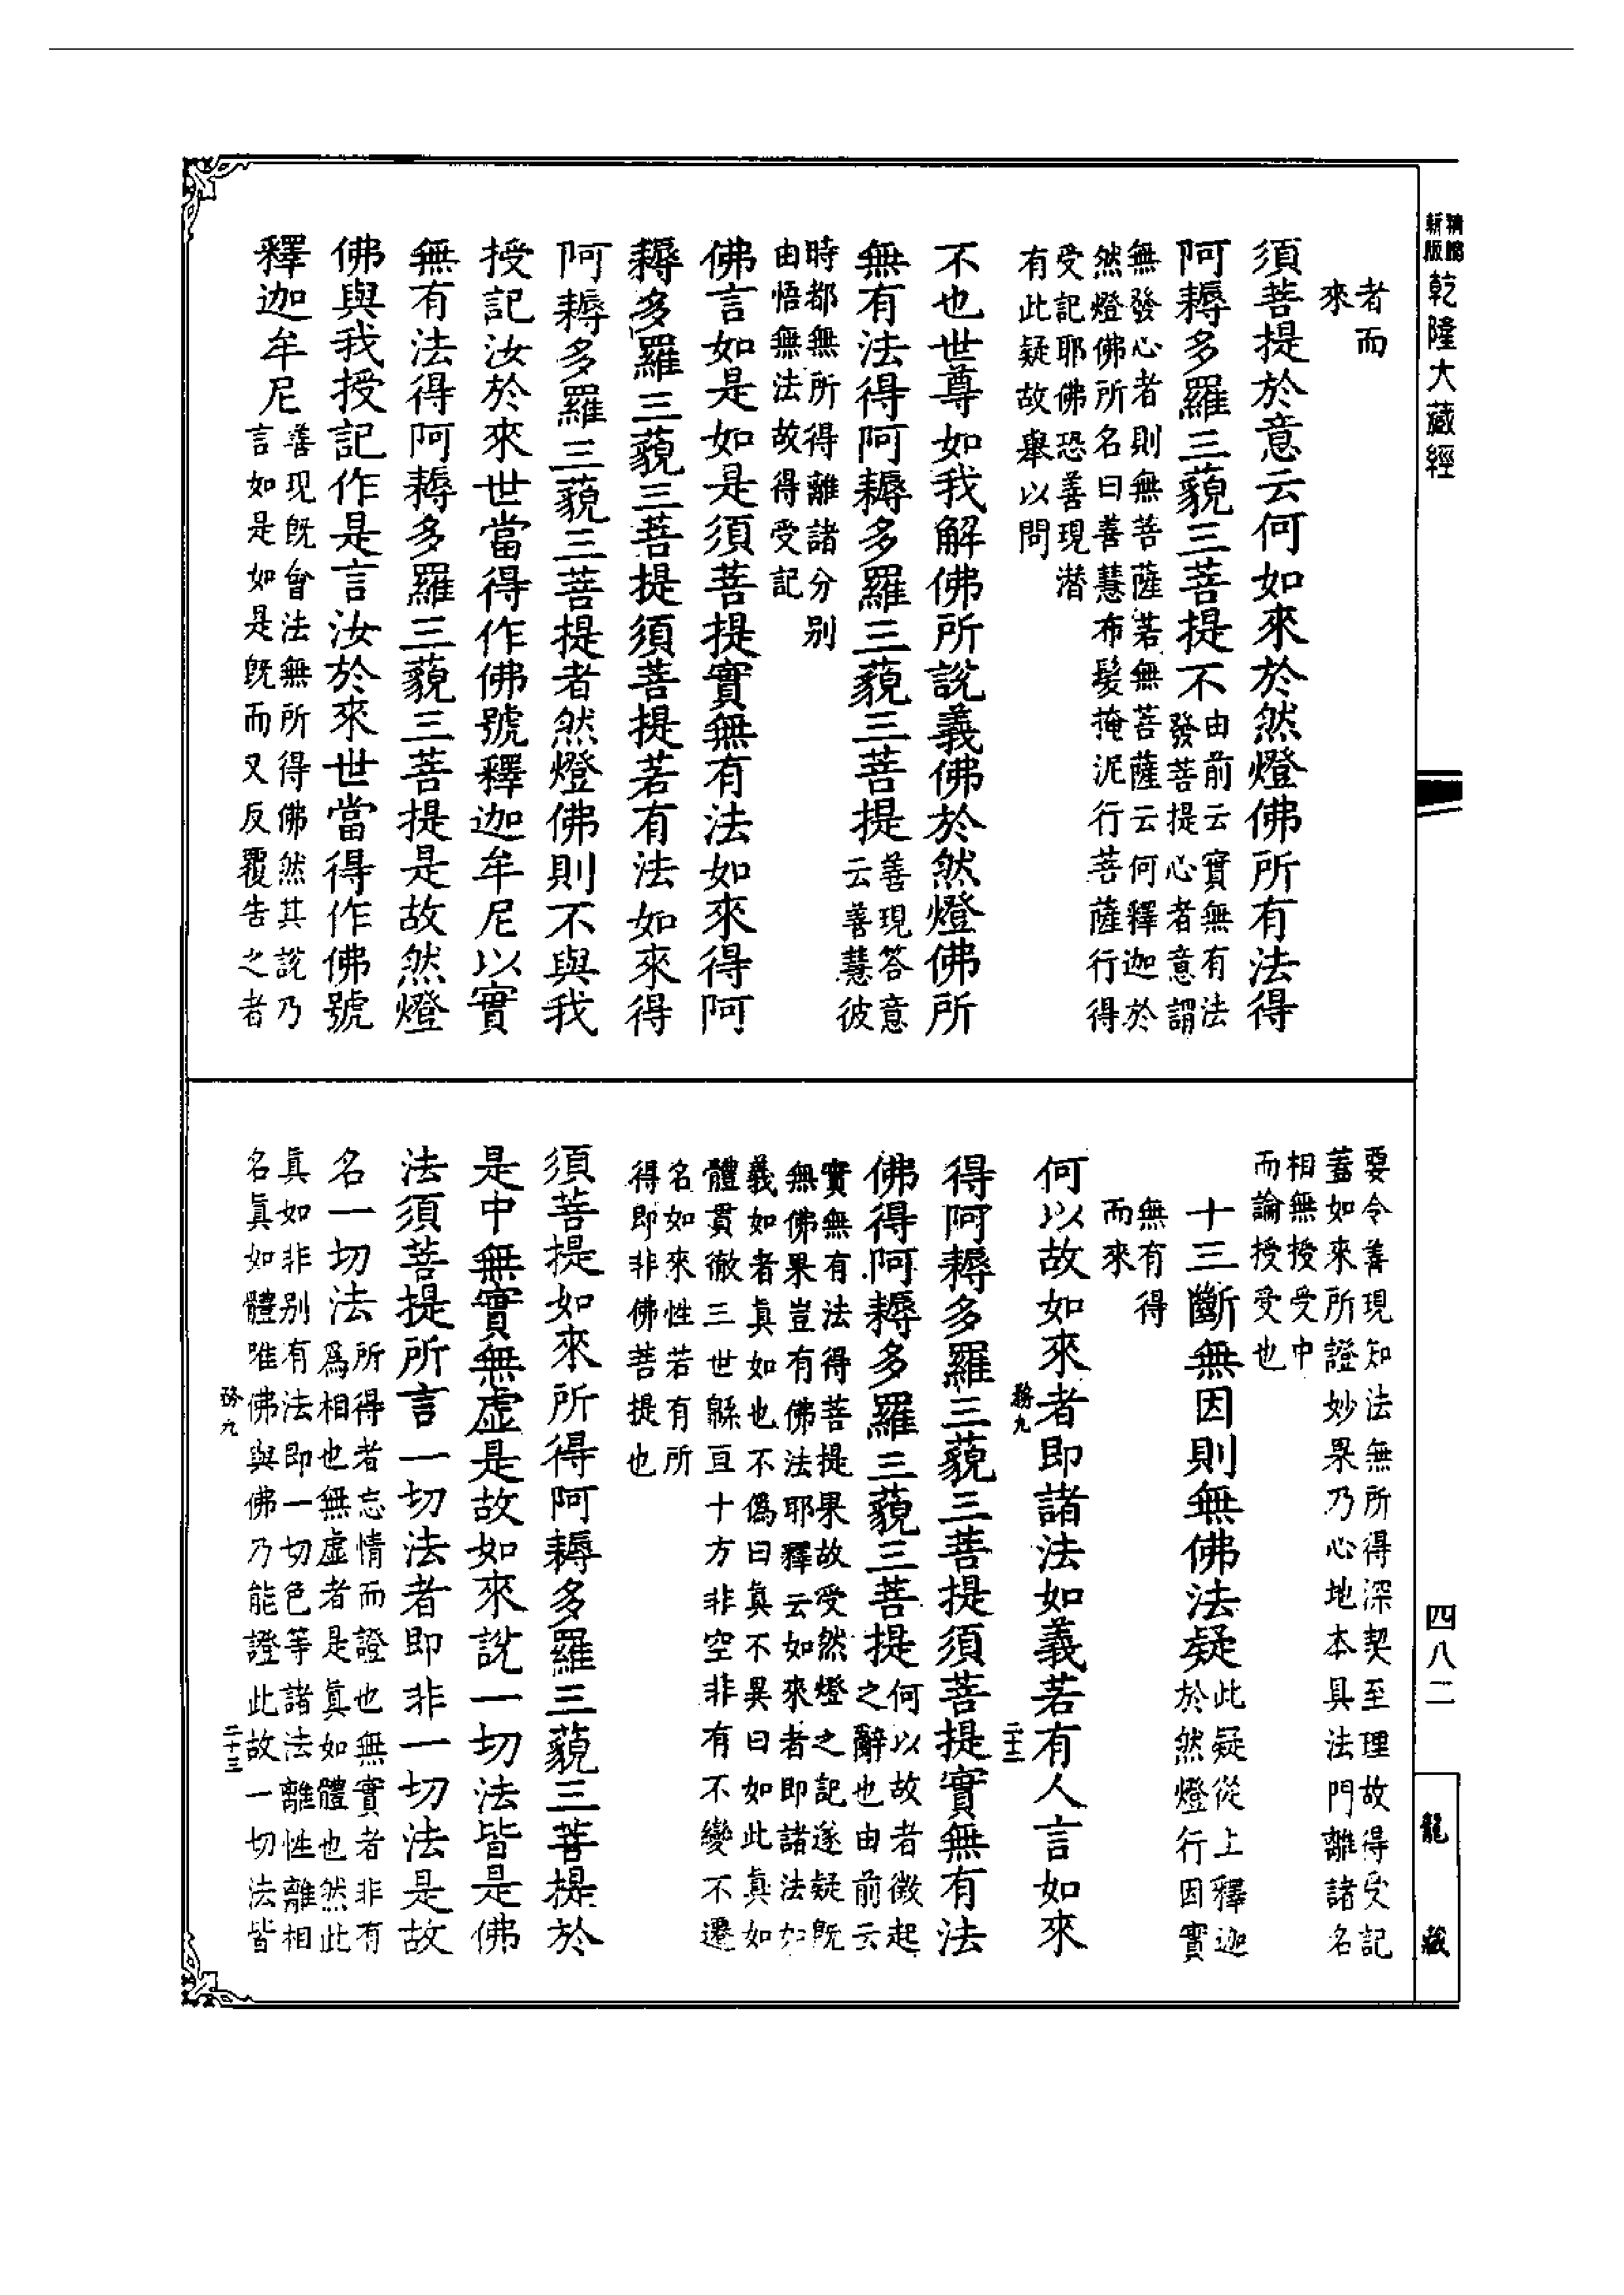 精縮
新版
乾隆大藏經
四八二
龍藏
者而
來
須菩提於意云何如來於然燈佛所有法得
阿耨多羅三藐三菩提不
由前云實無有法
發菩提心者意謂
無發心者則無菩薩若無菩薩云何釋迦於
然燈佛所名曰善慧布髮掩泥行菩薩行得
受記耶佛恐善現潛
有此疑故舉以問
不也世尊如我解佛所說義佛於然燈佛所
無有法得阿耨多羅三藐三菩提
善現答意
云善慧彼
時都無所得離諸分別
由悟無法故得受記
佛言如是如是須菩提實無有法如來得阿
耨多羅三藐三菩提須菩提若有法如來得
阿耨多羅三藐三菩提者然燈佛則不與我
授記汝於來世當得作佛號釋迦牟尼以實
無有法得阿耨多羅三藐三菩提是故然燈
佛與我授記作是言汝於來世當得作佛號
釋迦牟尼
善現既會法無所得佛然其說乃
言如是如是既而又反覆告之者
要令善現知法無所得深契至理故得受記
蓋如來所證妙果乃心地本具法門離諸名
相無授受中
而論授受也
十三斷無因則無佛法疑
此疑從上釋迦
於然燈行因實
無有得
而來
何以故如來者即諸法如義若有人言如來
務九
二十三
得阿耨多羅三藐三菩提須菩提實無有法
佛得阿耨多羅三藐三菩提
何以故者徵起
之辭也由前云
實無有法得菩提果故受然燈之記遂疑既
無佛果豈有佛法耶釋云如來者即諸法如
義如者真如也不偽曰真不異曰如此真如
體貫徹三世緜亘十方非空非有不變不遷
名如來性若有所
得即非佛菩提也
須菩提如來所得阿耨多羅三藐三菩提於
是中無實無虛是故如來說一切法皆是佛
法須菩提所言一切法者即非一切法是故
名一切法
所得者忘情而證也無實者非有
為相也無虛者是真如體也然此
真如非別有法即一切色等諸法離性離相
名真如體唯佛與佛乃能證此故一切法皆
務九
二十三